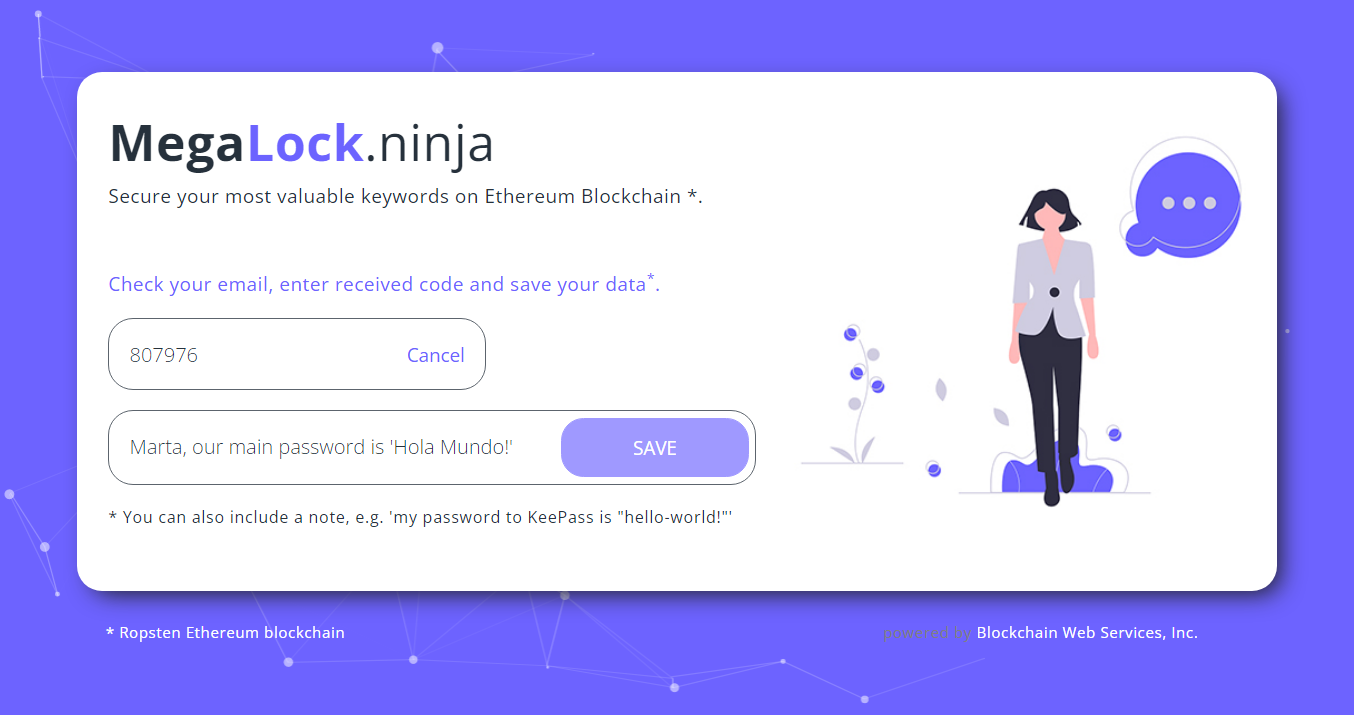 MegaLock.ninja
Secure your most valuable keywords on Ethereum Blockchain *.
Check your email, enter received code and save your data*.
807976 Cancel
Marta, our main password is 'Hola Mundo!' SAVE
* You can also include a note, e.g. 'my password to KeePass is "hello-world!"'
* Ropsten Ethereum blockchain
powered by Blockchain Web Services, Inc.